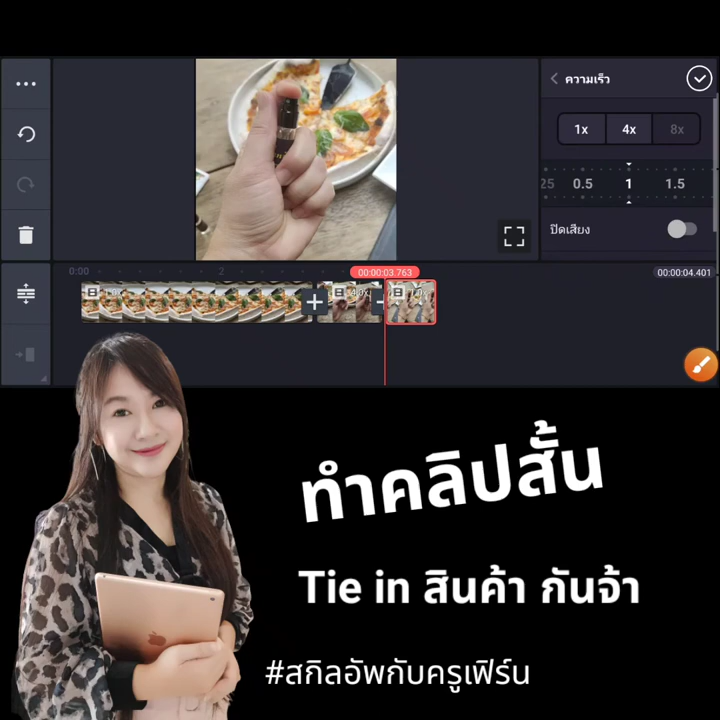 ความเร็ว
1x 4x 8x
25 0.5 1 1.5
ปิดเสียง
0:00 2 00:00:03.763 00:00:04.401
4.0x
ทำคลิปสั้น
Tie in สินค้า กันจ้า
#สกิลอัพกับครูเฟิร์น